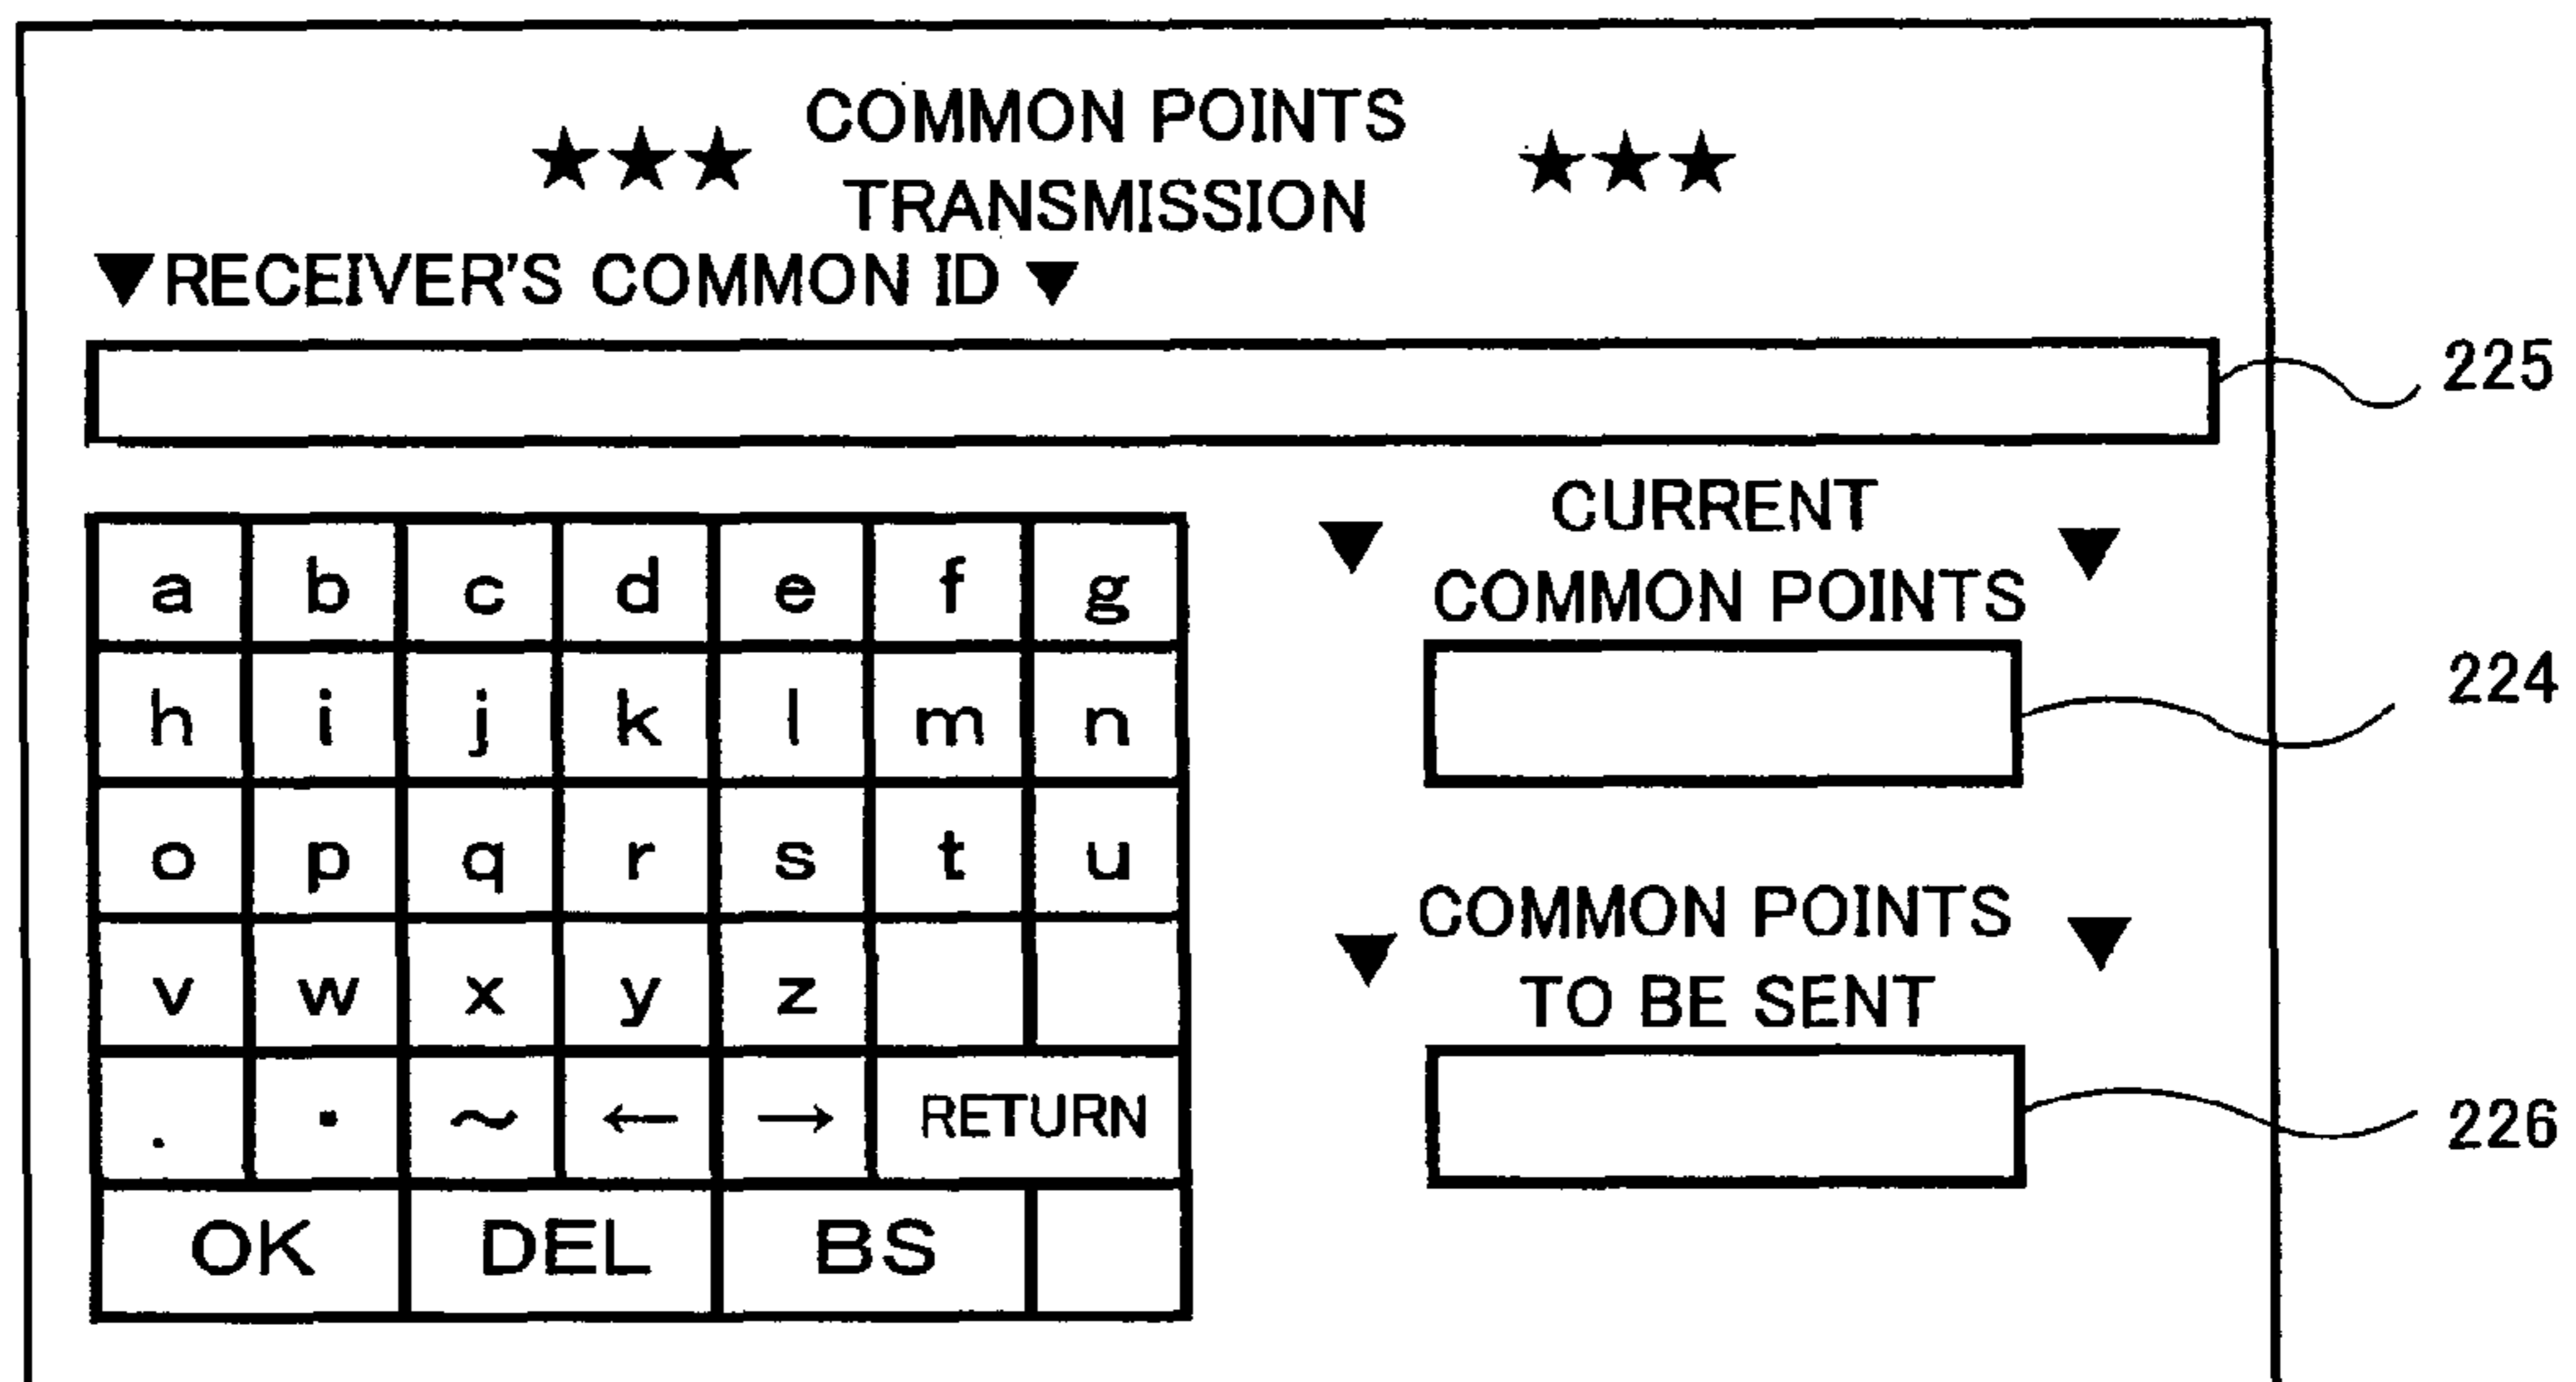 ★★★ COMMON POINTS TRANSMISSION ★★★
▼RECEIVER'S COMMON ID ▼
225
a b c d e f g
h i j k l m n
o p q r s t u
v w x y z
. ・ ~ ← → RETURN
OK DEL BS
▼ CURRENT ▼
COMMON POINTS
224
▼ COMMON POINTS ▼
TO BE SENT
226